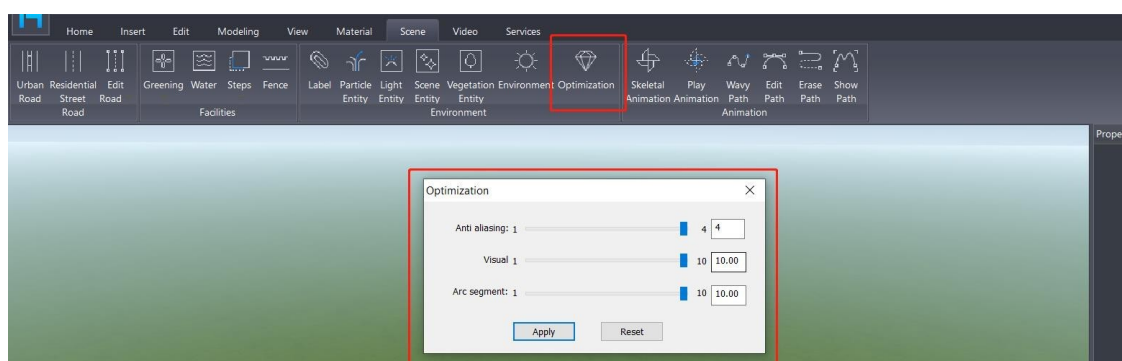 Home Insert Edit Modeling View Material Scene Video Services
Urban Road Residential Street Edit Road Greening Water Steps Fence Label Particle Entity Light Entity Scene Entity Vegetation Entity Environment Optimization Skeletal Animation Play Animation Wavy Path Edit Path Erase Path Show Path
Road Facilities Environment Animation
Prope
Optimization
Anti aliasing: 1 4 4
Visual 1 10 10.00
Arc segment: 1 10 10.00
Apply Reset